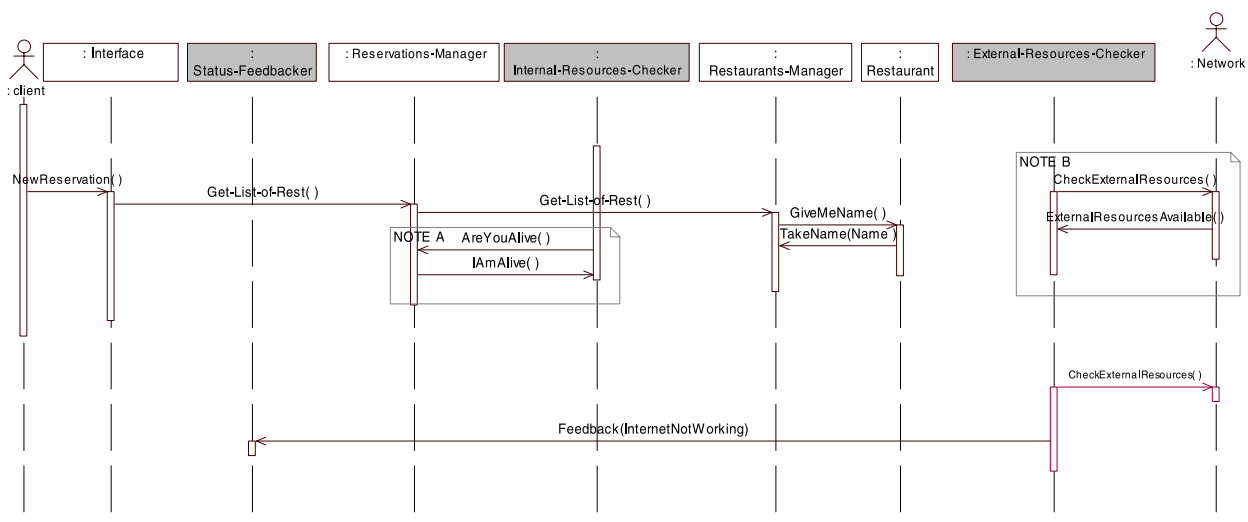 : Interface
:
Status-Feedbacker
: Reservations-Manager
:
Internal-Resources-Checker
:
Restaurants-Manager
:
Restaurant
: External-Resources-Checker
: Network
: client
NOTE B
NewReservation( )
CheckExternalResources( )
Get-List-of-Rest( )
Get-List-of-Rest( )
GiveMeName( )
ExternalResourcesAvailable( )
NOTE A
AreYouAlive( )
TakeName(Name )
IAmAlive( )
CheckExternalResources( )
Feedback(InternetNotWorking)